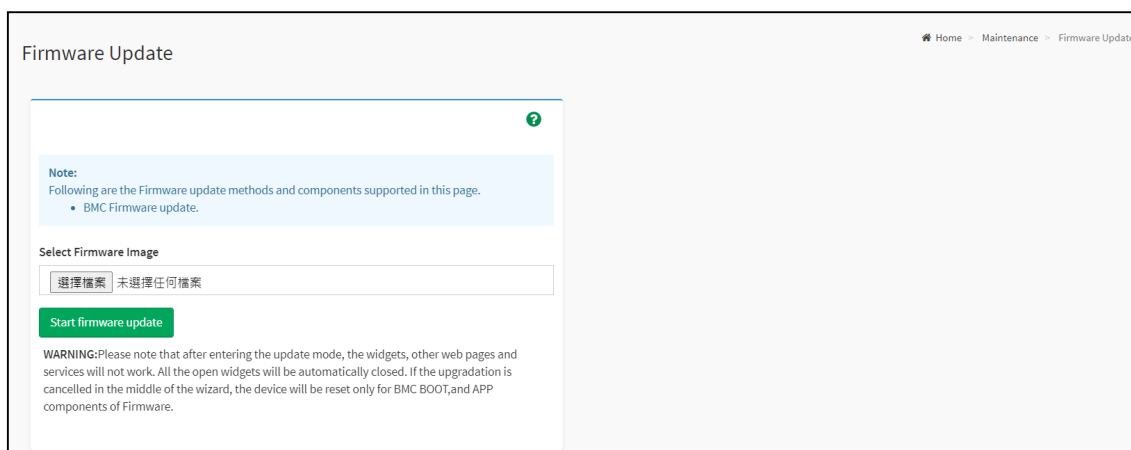 Home > Maintenance > Firmware Update
Firmware Update
Note:
Following are the Firmware update methods and components supported in this page.
• BMC Firmware update.
Select Firmware Image
選擇檔案 未選擇任何檔案
Start firmware update
WARNING:Please note that after entering the update mode, the widgets, other web pages and
services will not work. All the open widgets will be automatically closed. If the upgradation is
cancelled in the middle of the wizard, the device will be reset only for BMC BOOT,and APP
components of Firmware.